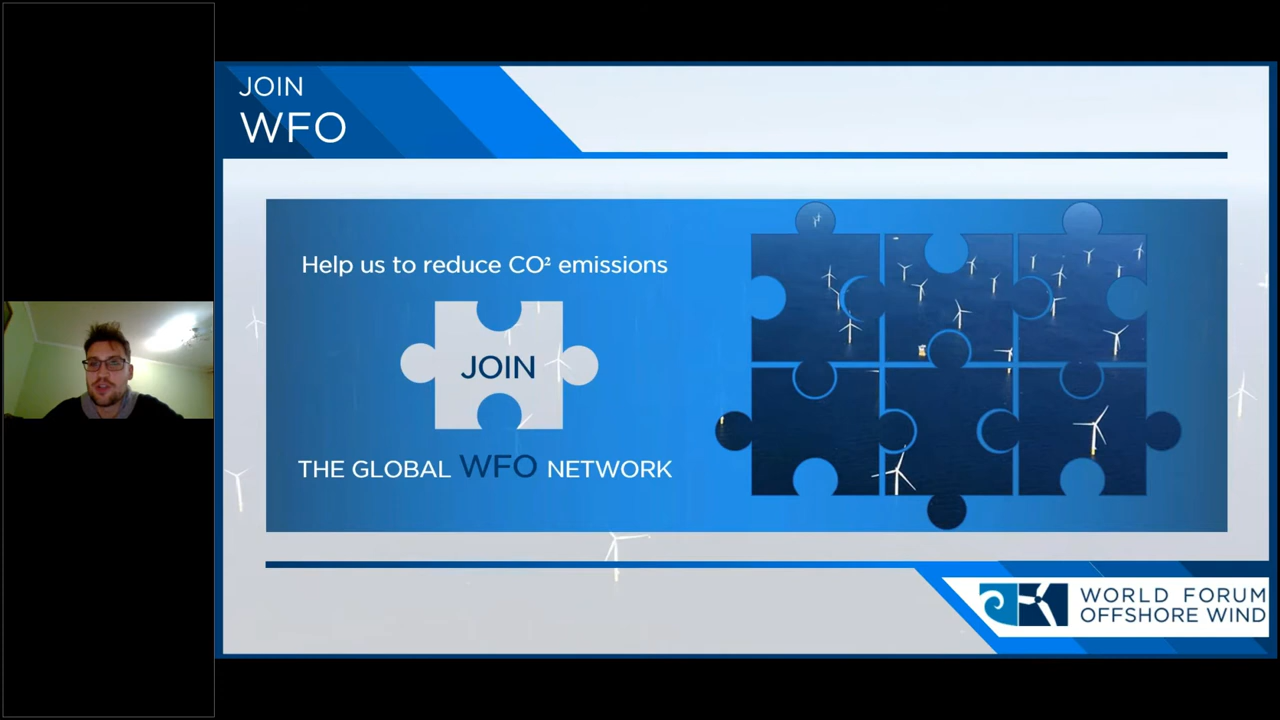 JOIN
WFO
Help us to reduce CO² emissions
JOIN
THE GLOBAL WFO NETWORK
WORLD FORUM
OFFSHORE WIND